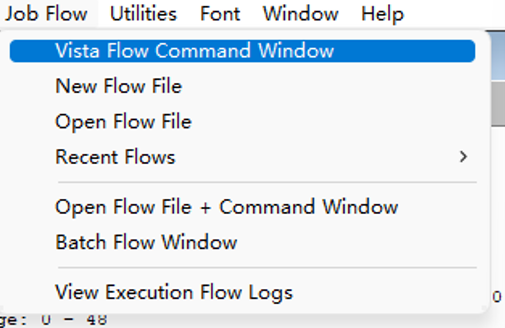 Job Flow Utilities Font Window Help
Vista Flow Command Window
New Flow File
Open Flow File
Recent Flows
Open Flow File + Command Window
Batch Flow Window
View Execution Flow Logs
0
ge: 0 - 48